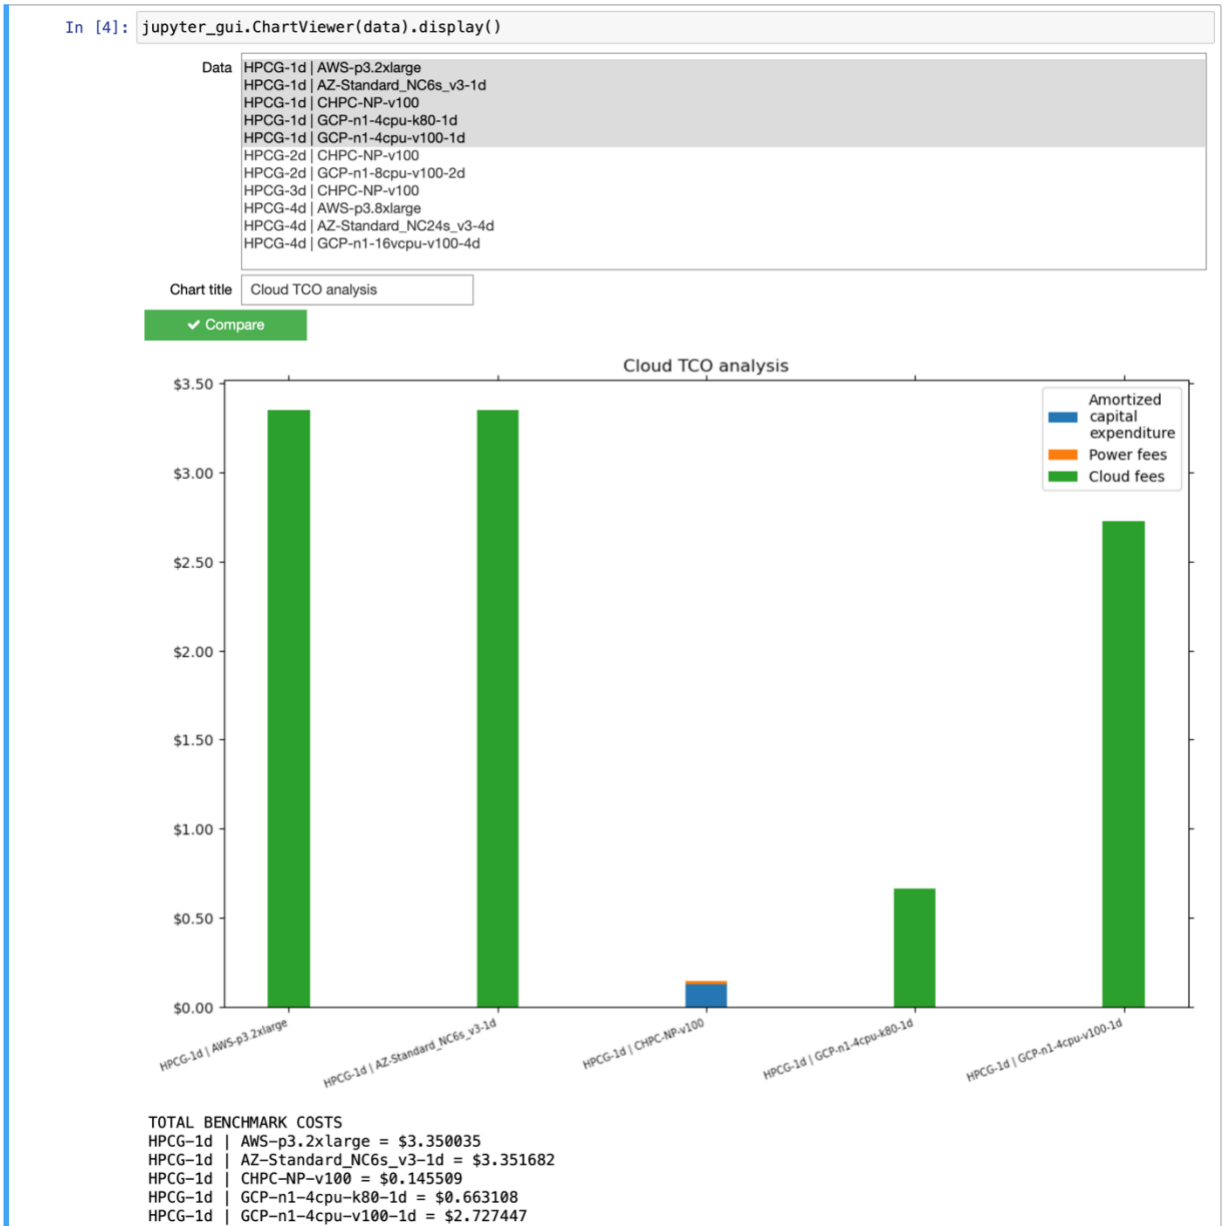 In [4]: jupyter_gui.ChartViewer(data).display()
Data
HPCG-1d | AWS-p3.2xlarge
HPCG-1d | AZ-Standard_NC6s_v3-1d
HPCG-1d | CHPC-NP-v100
HPCG-1d | GCP-n1-4cpu-k80-1d
HPCG-1d | GCP-n1-4cpu-v100-1d
HPCG-2d | CHPC-NP-v100
HPCG-2d | GCP-n1-8cpu-v100-2d
HPCG-3d | CHPC-NP-v100
HPCG-4d | AWS-p3.8xlarge
HPCG-4d | AZ-Standard_NC24s_v3-4d
HPCG-4d | GCP-n1-16vcpu-v100-4d
Chart title Cloud TCO analysis
✔ Compare
Cloud TCO analysis
$3.50
$3.00
$2.50
$2.00
$1.50
$1.00
$0.50
$0.00
Amortized
capital
expenditure
Power fees
Cloud fees
HPCG-1d | AWS-p3.2xlarge
HPCG-1d | AZ-Standard_NC6s_v3-1d
HPCG-1d | CHPC-NP-v100
HPCG-1d | GCP-n1-4cpu-k80-1d
HPCG-1d | GCP-n1-4cpu-v100-1d
TOTAL BENCHMARK COSTS
HPCG-1d | AWS-p3.2xlarge = $3.350035
HPCG-1d | AZ-Standard_NC6s_v3-1d = $3.351682
HPCG-1d | CHPC-NP-v100 = $0.145509
HPCG-1d | GCP-n1-4cpu-k80-1d = $0.663108
HPCG-1d | GCP-n1-4cpu-v100-1d = $2.727447